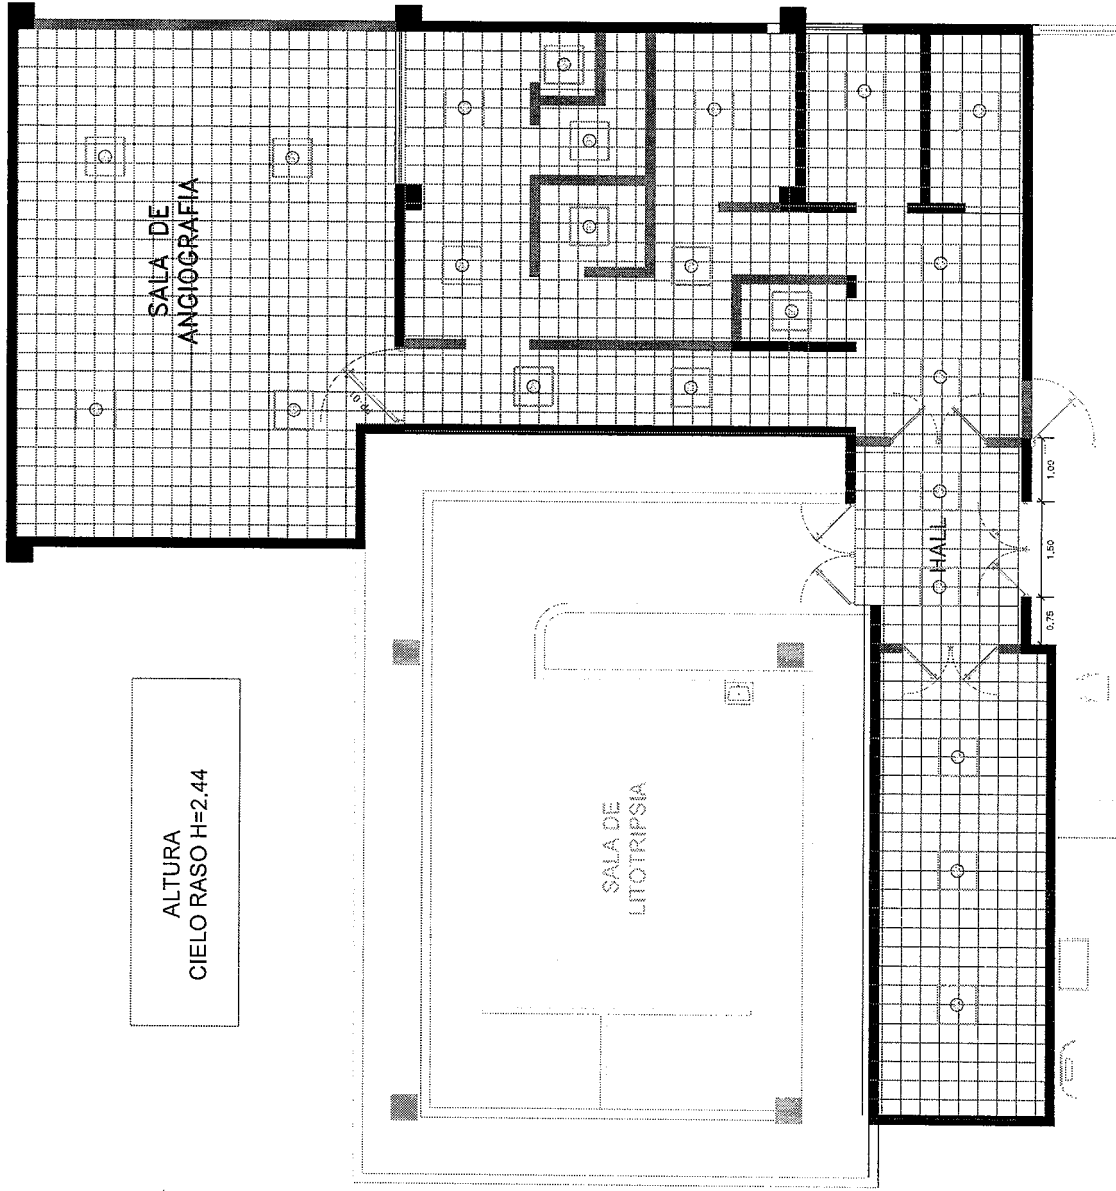 SALA DE
ANGIOGRAFIA
HALL
1,00
1,50
0,75
SALA DE
LITOTRIPSIA
ALTURA
CIELO RASO H=2,44